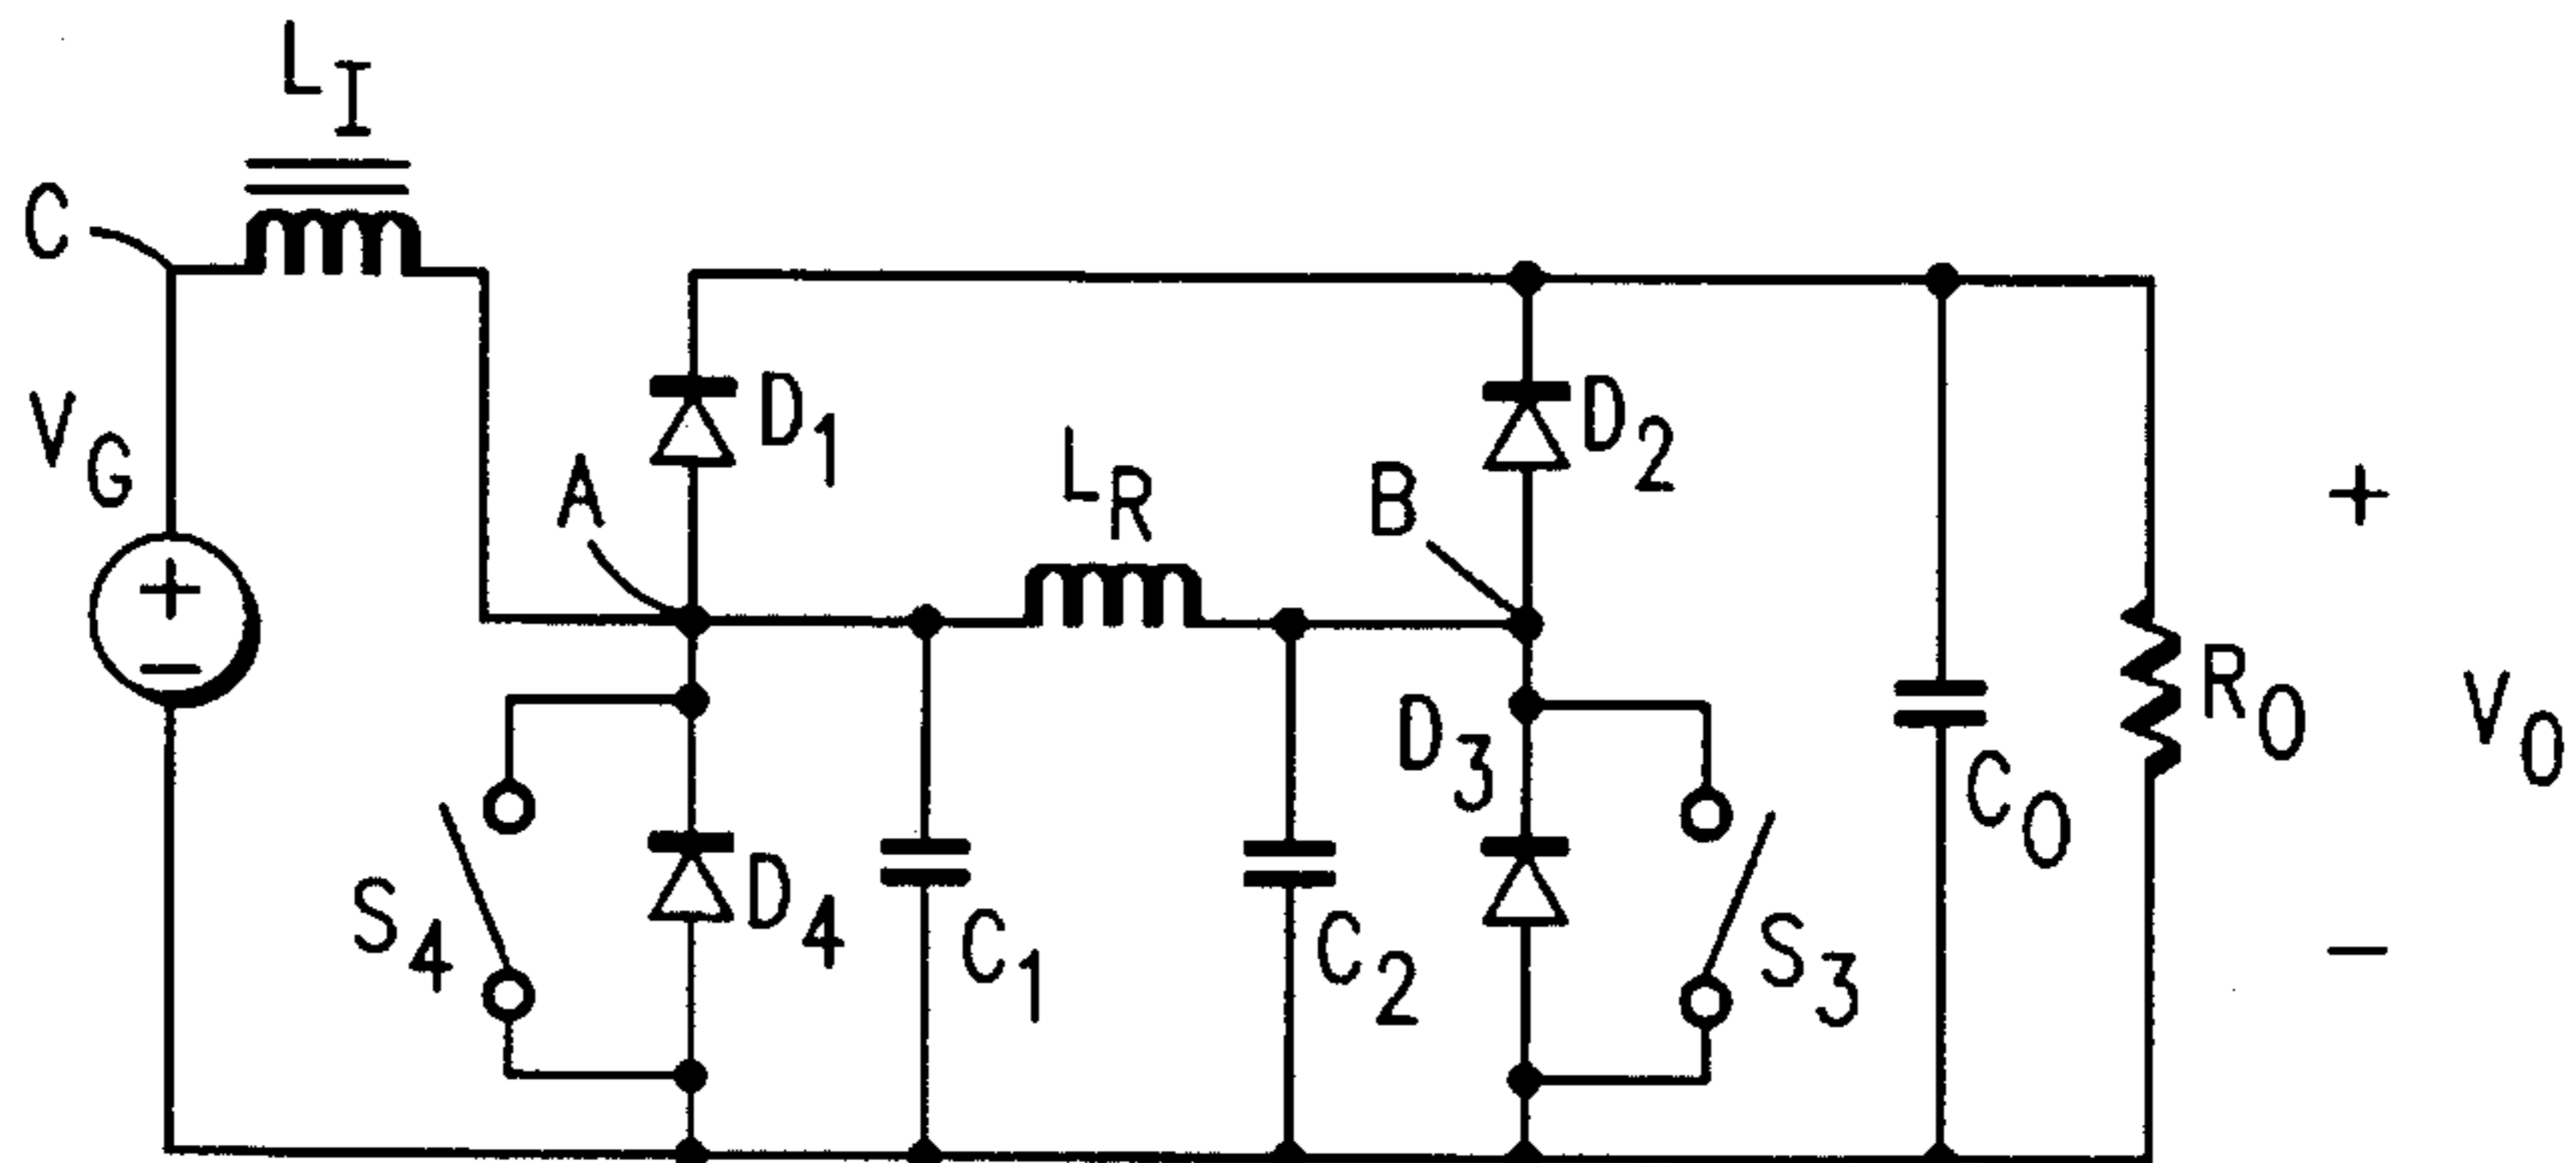 L_I
C
V_G
+
−
A
D_1
L_R
B
D_2
S_4
D_4
C_1
C_2
D_3
S_3
C_O
R_O
+
V_O
−